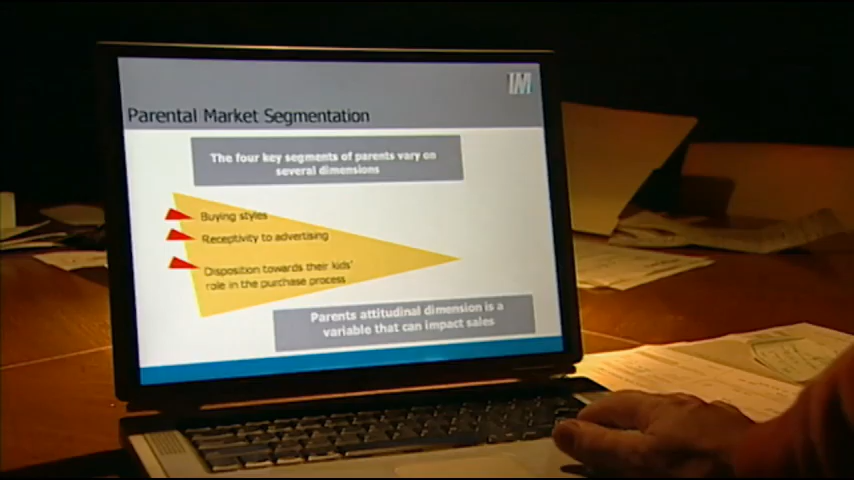 IM
Parental Market Segmentation
The four key segments of parents vary on
several dimensions
Buying styles
Receptivity to advertising
Disposition towards their kids'
role in the purchase process
Parents attitudinal dimension is a
variable that can impact sales